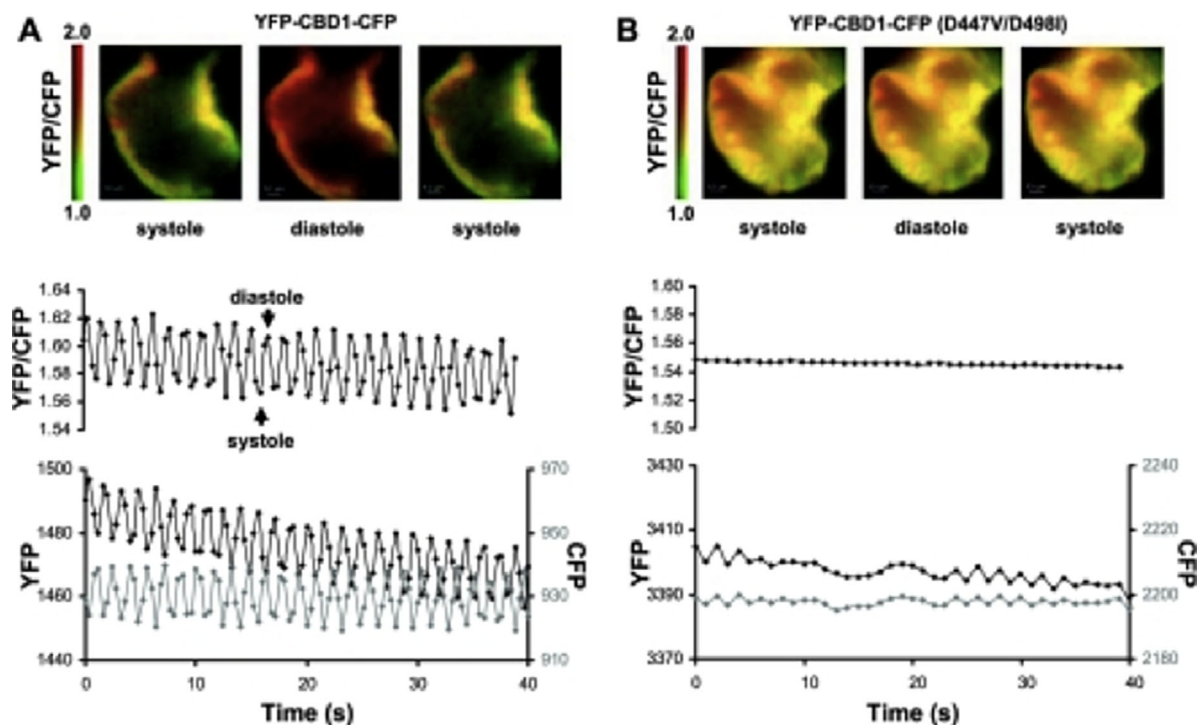 A
YFP-CBD1-CFP
2.0
YFP/CFP
1.0
systole
diastole
systole
1.64
1.62
1.60
1.58
1.56
1.54
YFP/CFP
diastole
systole
1500
1480
1460
1440
YFP
970
950
930
910
CFP
0
10
20
30
40
Time (s)
B
YFP-CBD1-CFP (D447V/D498I)
2.0
YFP/CFP
1.0
systole
diastole
systole
1.60
1.58
1.56
1.54
1.52
1.50
YFP/CFP
3430
3410
3390
3370
YFP
2240
2220
2200
2180
CFP
0
10
20
30
40
Time (s)